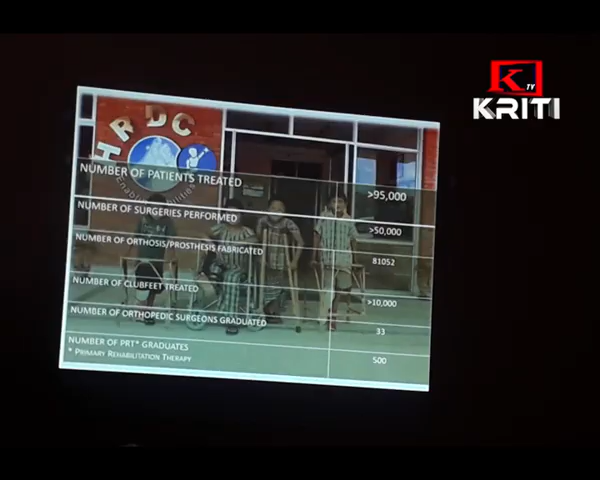 K TV
KRITI
HRDC
NUMBER OF PATIENTS TREATED >95,000
NUMBER OF SURGERIES PERFORMED >50,000
NUMBER OF ORTHOSIS/PROSTHESIS FABRICATED 81052
NUMBER OF CLUBFEET TREATED >10,000
NUMBER OF ORTHOPEDIC SURGEONS GRADUATED 33
NUMBER OF PRT* GRADUATES 500
* PRIMARY REHABILITATION THERAPY